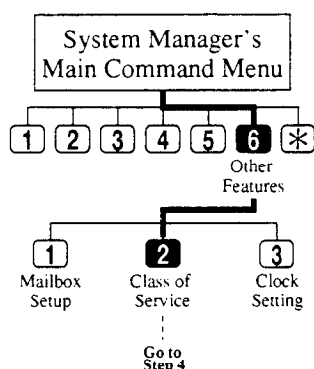 System Manager's
Main Command Menu
1 2 3 4 5 6 *
Other
Features
1 2 3
Mailbox Class of Clock
Setup Service Setting
Go to
Step 4